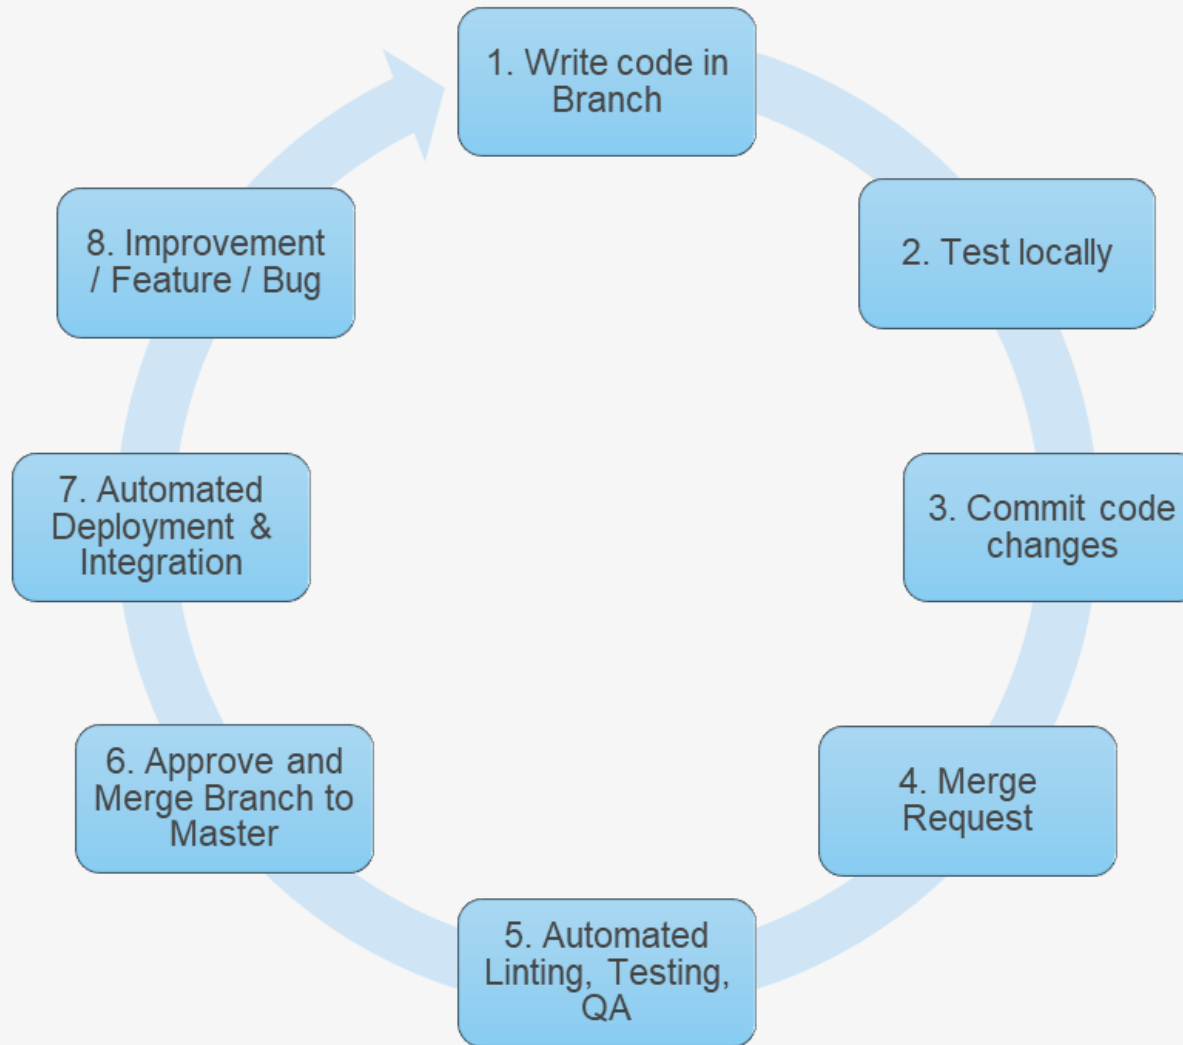 1. Write code in
Branch
2. Test locally
3. Commit code
changes
4. Merge
Request
5. Automated
Linting, Testing,
QA
6. Approve and
Merge Branch to
Master
7. Automated
Deployment &
Integration
8. Improvement
/ Feature / Bug